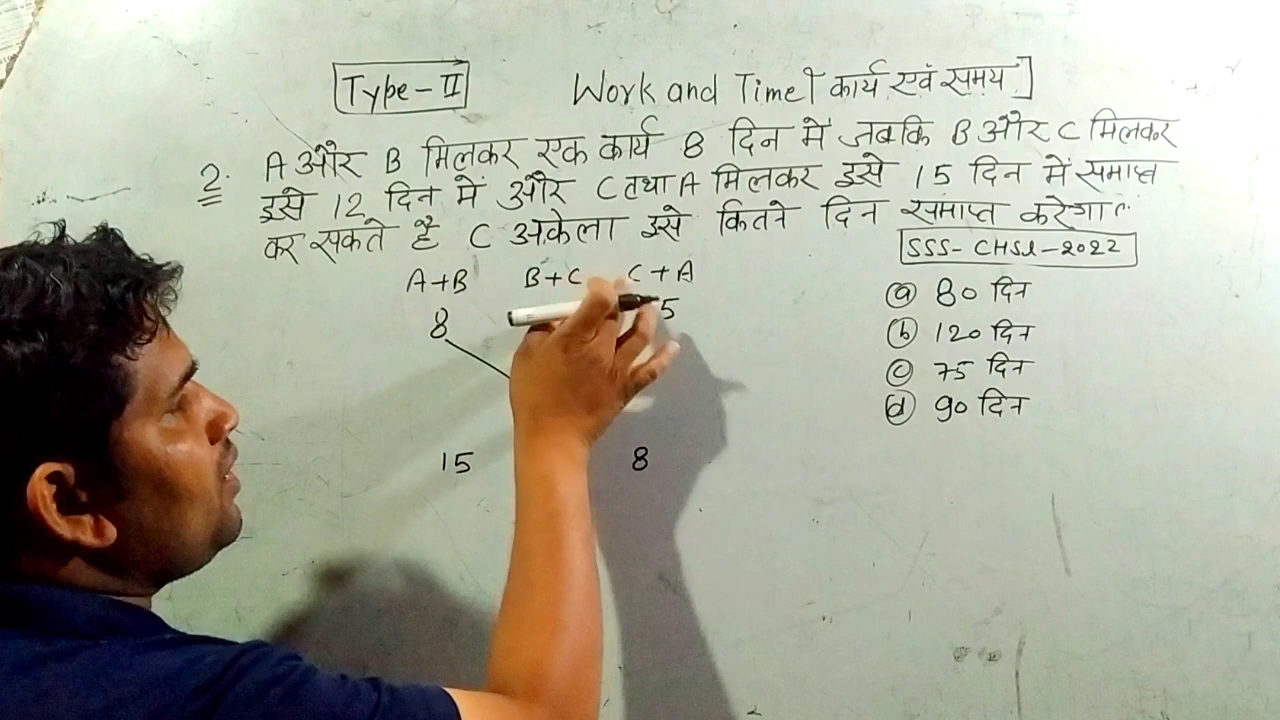 Type-II
Work and Time [कार्य एवं समय]
2. A और B मिलकर एक कार्य 8 दिन में जबकि B और C मिलकर
इसे 12 दिन में और C तथा A मिलकर इसे 15 दिन में समाप्त
कर सकते है C अकेला इसे कितने दिन समाप्त करेगा
SSS-CHSL-2022
A+B B+C C+A
8 5
15 8
ⓐ 80 दिन
ⓑ 120 दिन
ⓒ 75 दिन
ⓓ 90 दिन